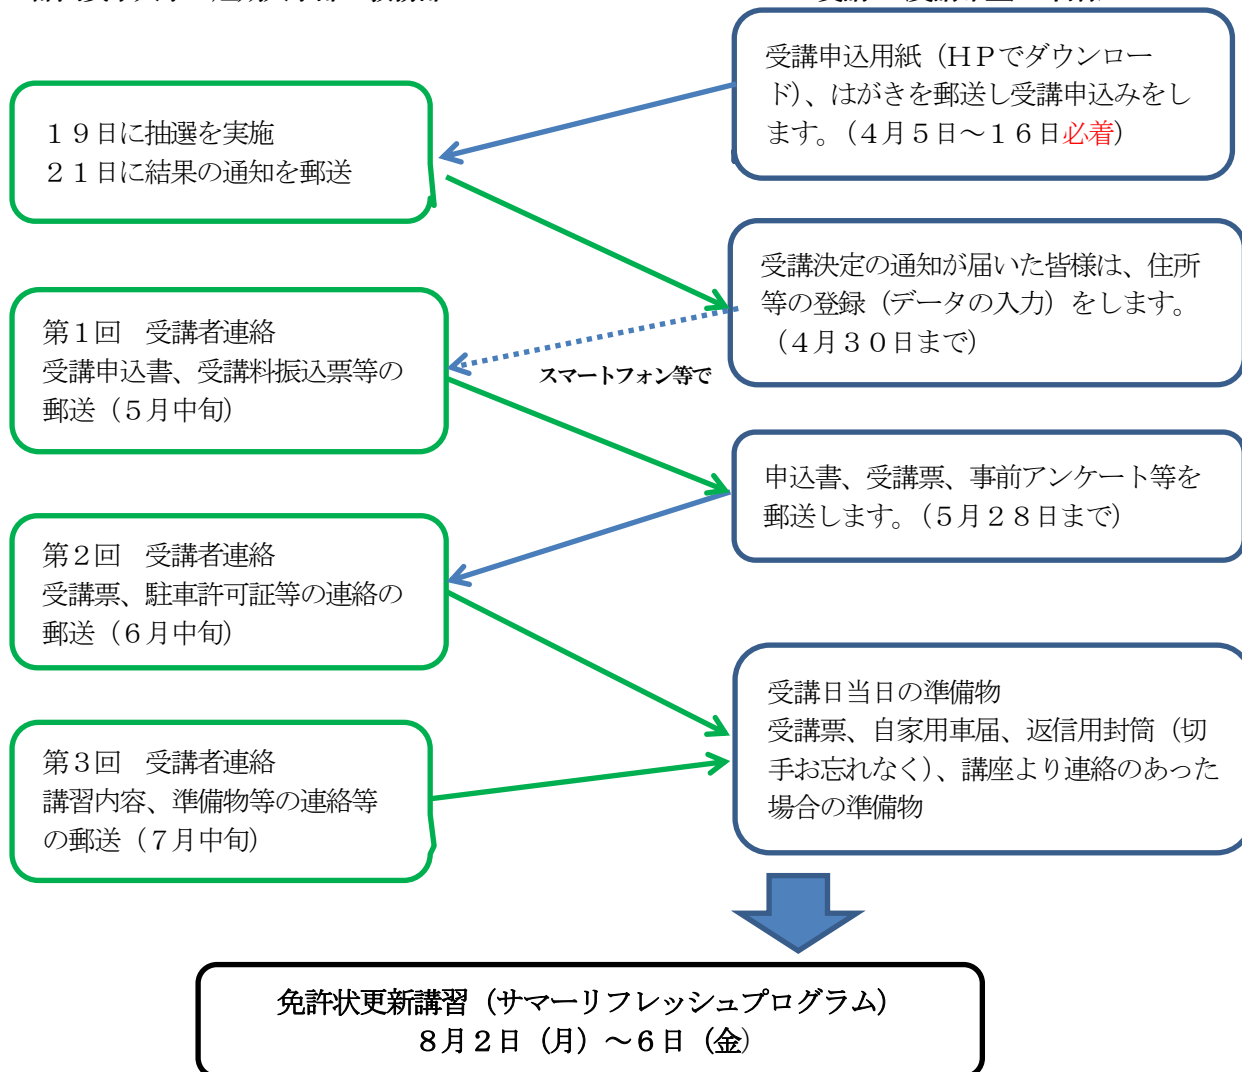 受講申込用紙（ＨＰでダウンロー
ド）、はがきを郵送し受講申込みをし
ます。（４月５日～１６日必着）
１９日に抽選を実施
２１日に結果の通知を郵送
受講決定の通知が届いた皆様は、住所
等の登録（データの入力）をします。
（４月３０日まで）
スマートフォン等で
第１回　受講者連絡
受講申込書、受講料振込票等の
郵送（５月中旬）
申込書、受講票、事前アンケート等を
郵送します。（５月２８日まで）
第２回　受講者連絡
受講票、駐車許可証等の連絡の
郵送（６月中旬）
受講日当日の準備物
受講票、自家用車届、返信用封筒（切
手お忘れなく）、講座より連絡のあった
場合の準備物
第３回　受講者連絡
講習内容、準備物等の連絡等
の郵送（７月中旬）
免許状更新講習（サマーリフレッシュプログラム）
８月２日（月）～６日（金）